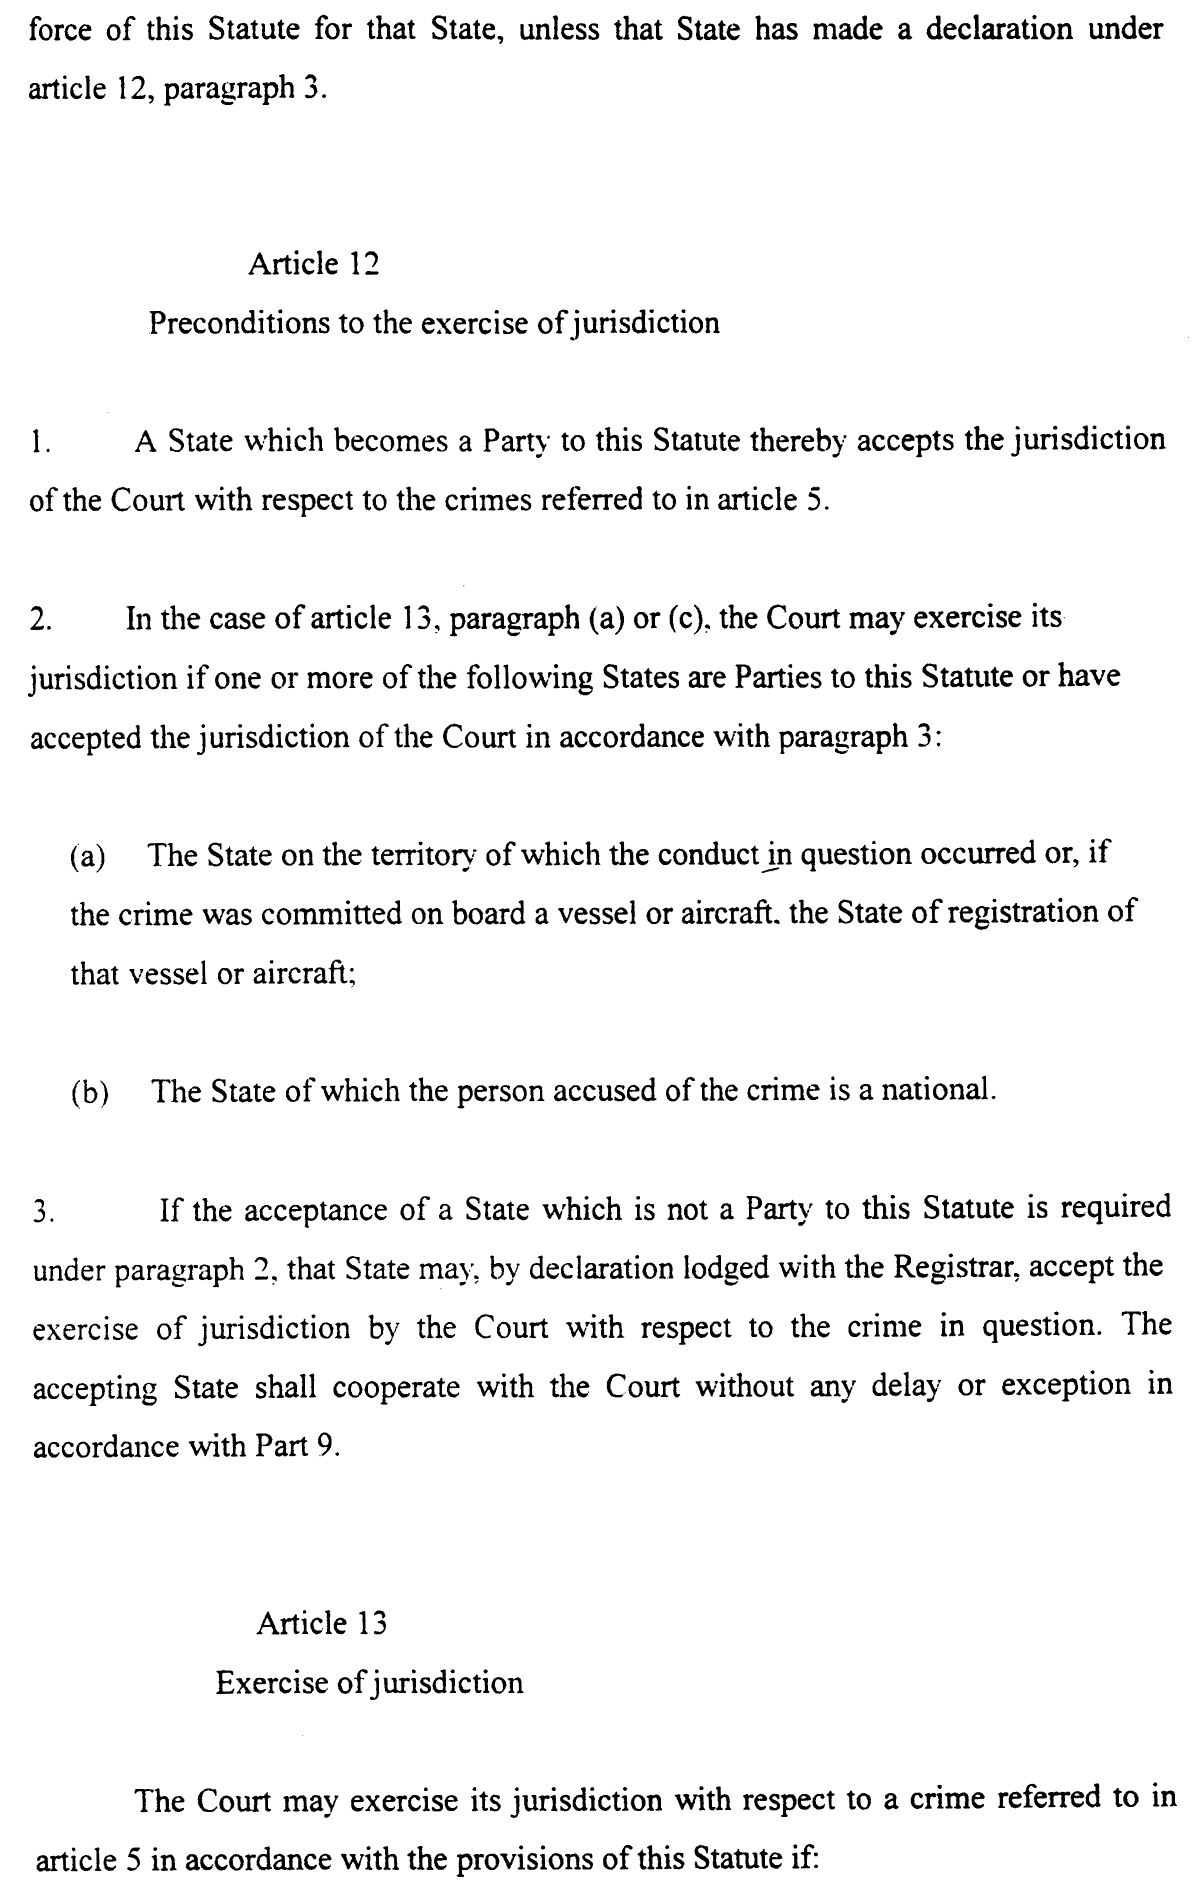 force of this Statute for that State, unless that State has made a declaration under
article 12, paragraph 3.
Article 12
Preconditions to the exercise of jurisdiction
1. A State which becomes a Party to this Statute thereby accepts the jurisdiction
of the Court with respect to the crimes referred to in article 5.
2. In the case of article 13, paragraph (a) or (c), the Court may exercise its
jurisdiction if one or more of the following States are Parties to this Statute or have
accepted the jurisdiction of the Court in accordance with paragraph 3:
(a) The State on the territory of which the conduct in question occurred or, if
the crime was committed on board a vessel or aircraft, the State of registration of
that vessel or aircraft;
(b) The State of which the person accused of the crime is a national.
3. If the acceptance of a State which is not a Party to this Statute is required
under paragraph 2, that State may, by declaration lodged with the Registrar, accept the
exercise of jurisdiction by the Court with respect to the crime in question. The
accepting State shall cooperate with the Court without any delay or exception in
accordance with Part 9.
Article 13
Exercise of jurisdiction
The Court may exercise its jurisdiction with respect to a crime referred to in
article 5 in accordance with the provisions of this Statute if: